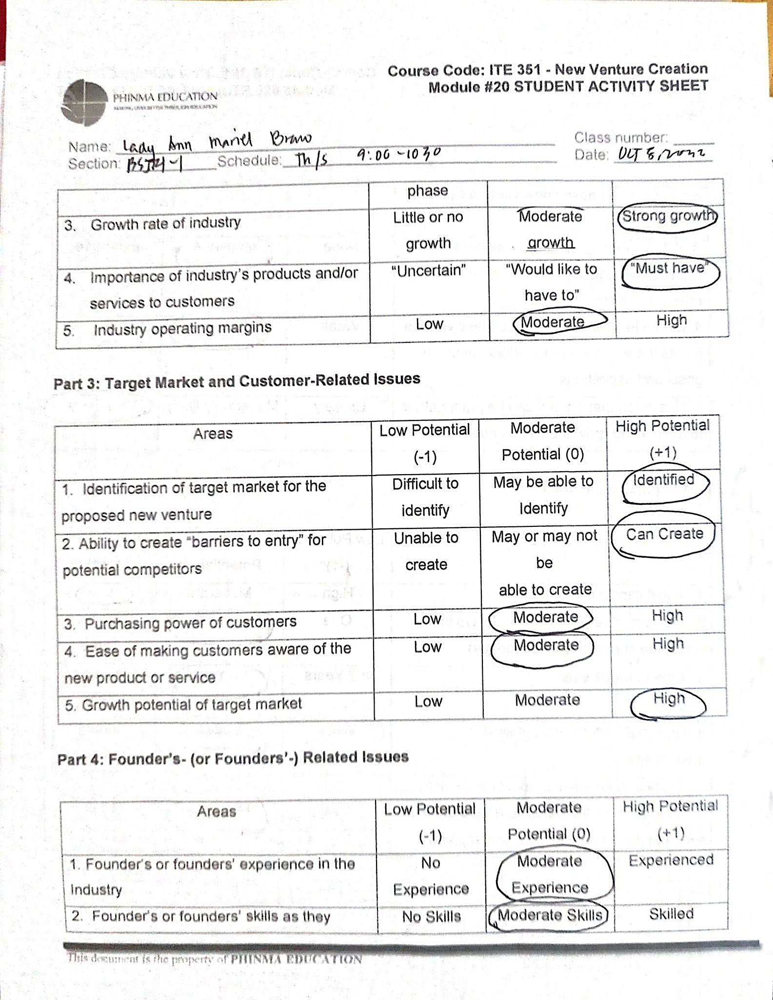 Course Code: ITE 351 - New Venture Creation
Module #20 STUDENT ACTIVITY SHEET
PHINMA EDUCATION
MAKING LIVES BETTER THROUGH EDUCATION
Name: Lady Ann Mariel Bravo
Class number:
Section: Schedule: Th/S 9:00-1030
Date: OCT 8,
phase
3. Growth rate of industry
Little or no
growth
Moderate
growth
Strong growth
4. Importance of industry's products and/or
services to customers
"Uncertain"
"Would like to
have to"
"Must have"
5. Industry operating margins
Low
Moderate
High
Part 3: Target Market and Customer-Related Issues
Areas
Low Potential
(-1)
Moderate
Potential (0)
High Potential
(+1)
1. Identification of target market for the
proposed new venture
Difficult to
identify
May be able to
Identify
Identified
2. Ability to create "barriers to entry" for
potential competitors
Unable to
create
May or may not
be
able to create
Can Create
3. Purchasing power of customers
Low
Moderate
High
4. Ease of making customers aware of the
new product or service
Low
Moderate
High
5. Growth potential of target market
Low
Moderate
High
Part 4: Founder's- (or Founders'-) Related Issues
Areas
Low Potential
(-1)
Moderate
Potential (0)
High Potential
(+1)
1. Founder's or founders' experience in the
Industry
No
Experience
Moderate
Experience
Experienced
2. Founder's or founders' skills as they
No Skills
Moderate Skills
Skilled
This document is the property of PHINMA EDUCATION